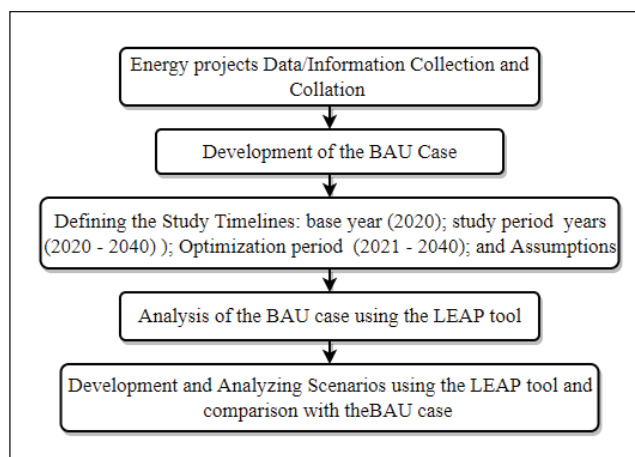 Energy projects Data/Information Collection and
Collation
Development of the BAU Case
Defining the Study Timelines: base year (2020); study period years
(2020 - 2040) ); Optimization period (2021 - 2040); and Assumptions
Analysis of the BAU case using the LEAP tool
Development and Analyzing Scenarios using the LEAP tool and
comparison with theBAU case